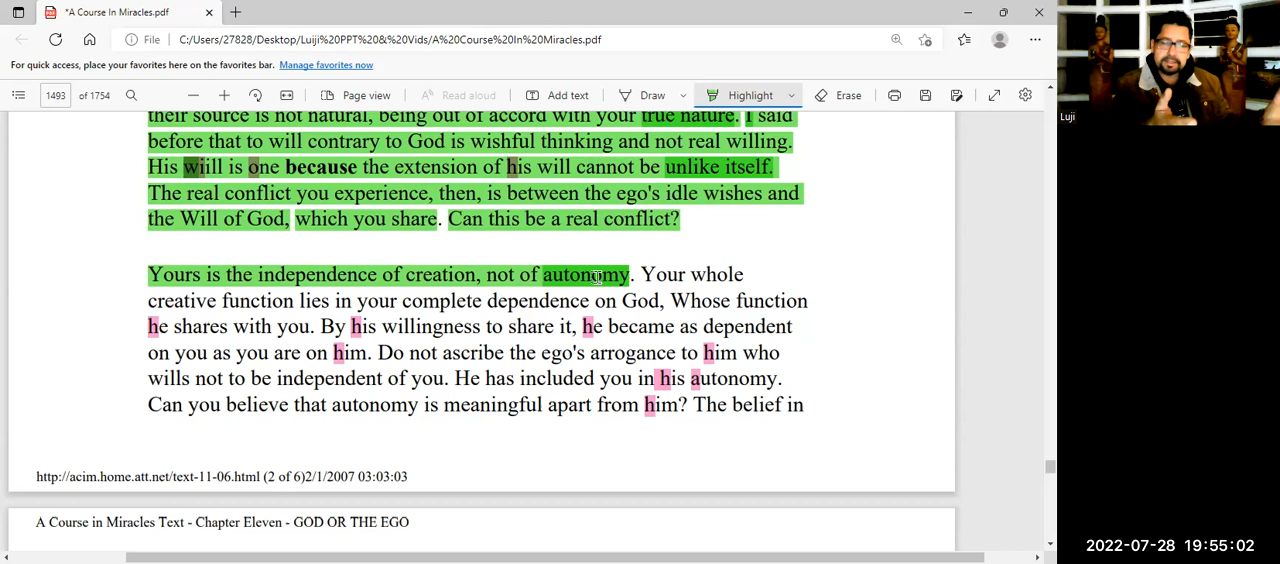 *A Course In Miracles.pdf
File C:/Users/27828/Desktop/Luiji%20PPT%20&%20Vids/A%20Course%20In%20Miracles.pdf
For quick access, place your favorites here on the favorites bar. Manage favorites now
1493 of 1754 Page view Read aloud Add text Draw Highlight Erase
their source is not natural, being out of accord with your true nature. I said
before that to will contrary to God is wishful thinking and not real willing.
His wiill is one because the extension of his will cannot be unlike itself.
The real conflict you experience, then, is between the ego's idle wishes and
the Will of God, which you share. Can this be a real conflict?
Yours is the independence of creation, not of autonomy. Your whole
creative function lies in your complete dependence on God, Whose function
he shares with you. By his willingness to share it, he became as dependent
on you as you are on him. Do not ascribe the ego's arrogance to him who
wills not to be independent of you. He has included you in his autonomy.
Can you believe that autonomy is meaningful apart from him? The belief in
http://acim.home.att.net/text-11-06.html (2 of 6)2/1/2007 03:03:03
A Course in Miracles Text - Chapter Eleven - GOD OR THE EGO
Luji
2022-07-28 19:55:02